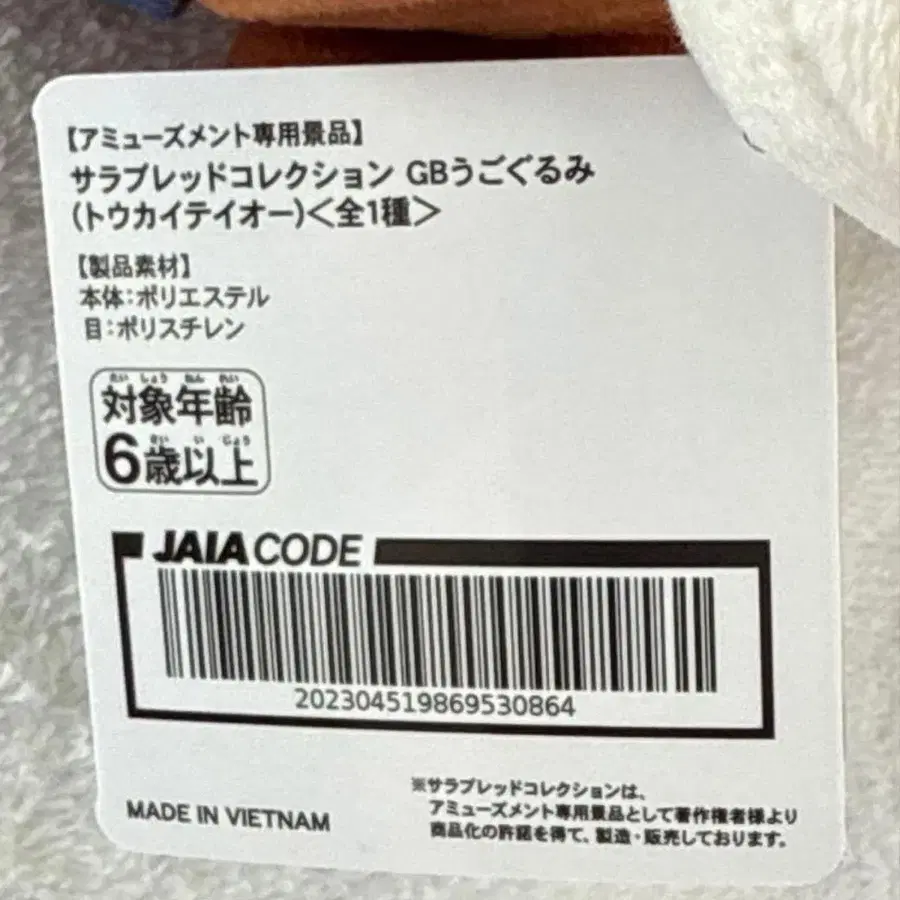 【アミューズメント専用景品】
サラブレッドコレクション GBうごぐるみ
(トウカイテイオー)＜全1種＞
【製品素材】
本体:ポリエステル
目:ポリスチレン
たい しょう ねん れい
対象年齢
さい い じょう
6歳以上
JAIA CODE
202304519869530864
MADE IN VIETNAM
※サラブレッドコレクションは、
アミューズメント専用景品として著作権者様より
商品化の許諾を得て、製造・販売しております。